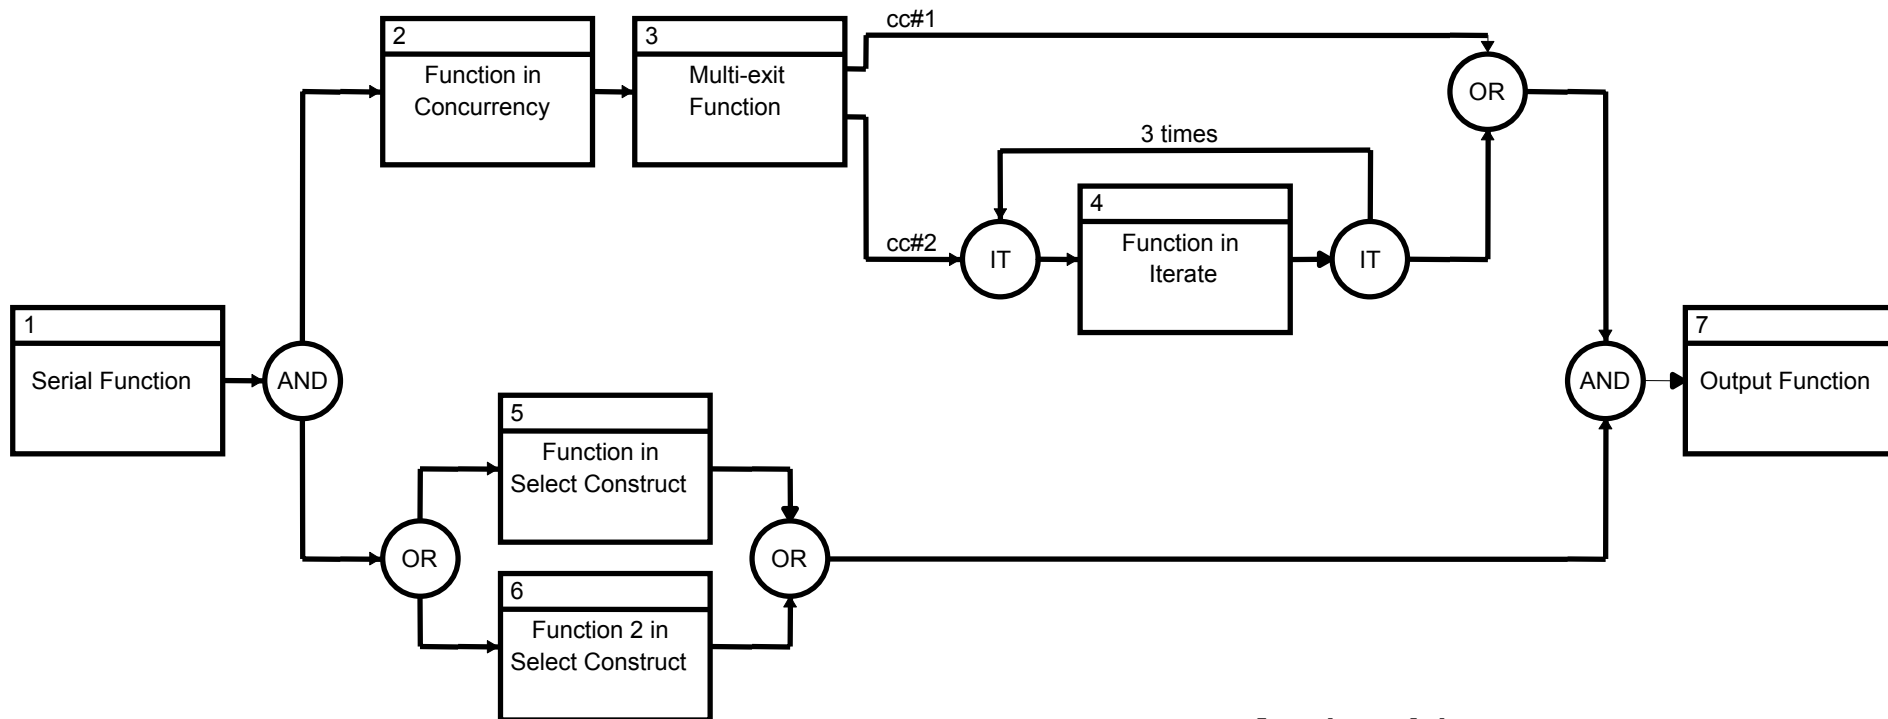 2
Function in
Concurrency
3
Multi-exit
Function
cc#1
OR
3 times
cc#2
IT
4
Function in
Iterate
IT
1
Serial Function
AND
5
Function in
Select Construct
OR
6
Function 2 in
Select Construct
OR
AND
7
Output Function